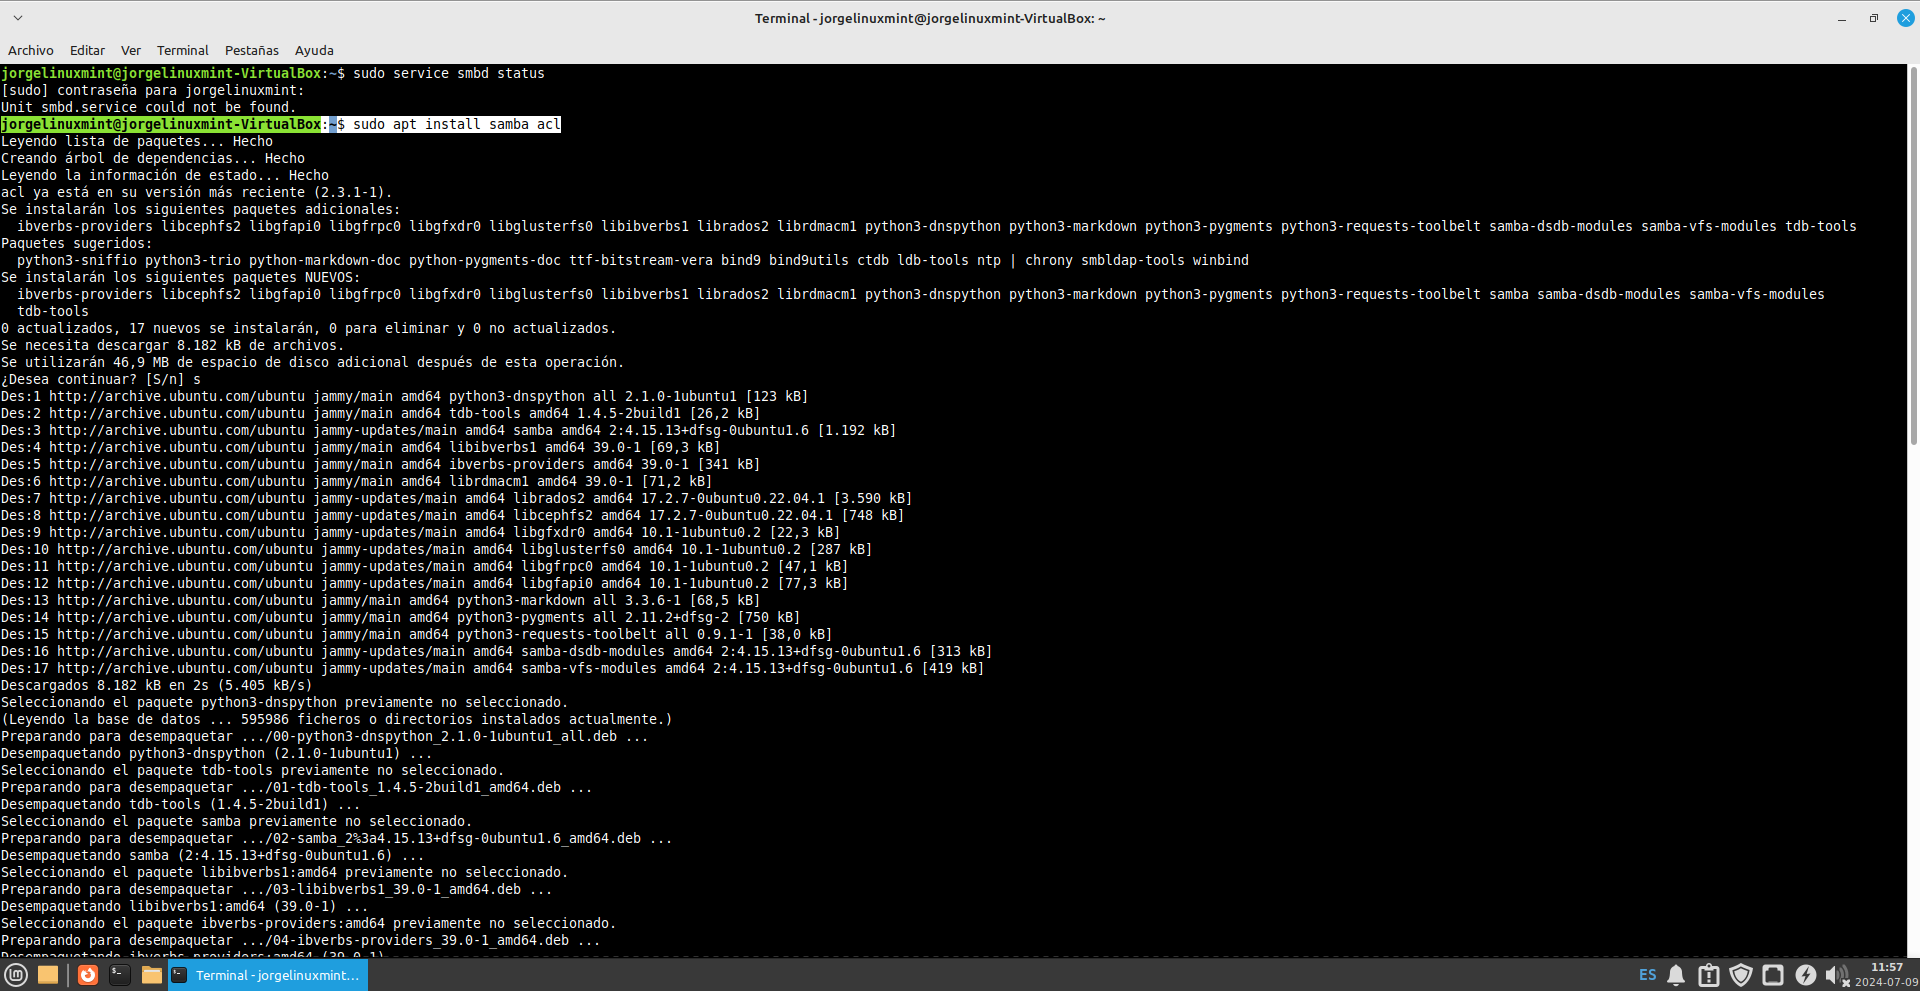 Terminal - jorgelinuxmint@jorgelinuxmint-VirtualBox: ~
Archivo Editar Ver Terminal Pestañas Ayuda
jorgelinuxmint@jorgelinuxmint-VirtualBox:~$ sudo service smbd status
[sudo] contraseña para jorgelinuxmint:
Unit smbd.service could not be found.
jorgelinuxmint@jorgelinuxmint-VirtualBox:~$ sudo apt install samba acl
Leyendo lista de paquetes... Hecho
Creando árbol de dependencias... Hecho
Leyendo la información de estado... Hecho
acl ya está en su versión más reciente (2.3.1-1).
Se instalarán los siguientes paquetes adicionales:
  ibverbs-providers libcephfs2 libgfapi0 libgfrpc0 libgfxdr0 libglusterfs0 libibverbs1 librados2 librdmacm1 python3-dnspython python3-markdown python3-pygments python3-requests-toolbelt samba-dsdb-modules samba-vfs-modules tdb-tools
Paquetes sugeridos:
  python3-sniffio python3-trio python-markdown-doc python-pygments-doc ttf-bitstream-vera bind9 bind9utils ctdb ldb-tools ntp | chrony smbldap-tools winbind
Se instalarán los siguientes paquetes NUEVOS:
  ibverbs-providers libcephfs2 libgfapi0 libgfrpc0 libgfxdr0 libglusterfs0 libibverbs1 librados2 librdmacm1 python3-dnspython python3-markdown python3-pygments python3-requests-toolbelt samba samba-dsdb-modules samba-vfs-modules
  tdb-tools
0 actualizados, 17 nuevos se instalarán, 0 para eliminar y 0 no actualizados.
Se necesita descargar 8.182 kB de archivos.
Se utilizarán 46,9 MB de espacio de disco adicional después de esta operación.
¿Desea continuar? [S/n] s
Des:1 http://archive.ubuntu.com/ubuntu jammy/main amd64 python3-dnspython all 2.1.0-1ubuntu1 [123 kB]
Des:2 http://archive.ubuntu.com/ubuntu jammy/main amd64 tdb-tools amd64 1.4.5-2build1 [26,2 kB]
Des:3 http://archive.ubuntu.com/ubuntu jammy-updates/main amd64 samba amd64 2:4.15.13+dfsg-0ubuntu1.6 [1.192 kB]
Des:4 http://archive.ubuntu.com/ubuntu jammy/main amd64 libibverbs1 amd64 39.0-1 [69,3 kB]
Des:5 http://archive.ubuntu.com/ubuntu jammy/main amd64 ibverbs-providers amd64 39.0-1 [341 kB]
Des:6 http://archive.ubuntu.com/ubuntu jammy/main amd64 librdmacm1 amd64 39.0-1 [71,2 kB]
Des:7 http://archive.ubuntu.com/ubuntu jammy-updates/main amd64 librados2 amd64 17.2.7-0ubuntu0.22.04.1 [3.590 kB]
Des:8 http://archive.ubuntu.com/ubuntu jammy-updates/main amd64 libcephfs2 amd64 17.2.7-0ubuntu0.22.04.1 [748 kB]
Des:9 http://archive.ubuntu.com/ubuntu jammy-updates/main amd64 libgfxdr0 amd64 10.1-1ubuntu0.2 [22,3 kB]
Des:10 http://archive.ubuntu.com/ubuntu jammy-updates/main amd64 libglusterfs0 amd64 10.1-1ubuntu0.2 [287 kB]
Des:11 http://archive.ubuntu.com/ubuntu jammy-updates/main amd64 libgfrpc0 amd64 10.1-1ubuntu0.2 [47,1 kB]
Des:12 http://archive.ubuntu.com/ubuntu jammy-updates/main amd64 libgfapi0 amd64 10.1-1ubuntu0.2 [77,3 kB]
Des:13 http://archive.ubuntu.com/ubuntu jammy/main amd64 python3-markdown all 3.3.6-1 [68,5 kB]
Des:14 http://archive.ubuntu.com/ubuntu jammy/main amd64 python3-pygments all 2.11.2+dfsg-2 [750 kB]
Des:15 http://archive.ubuntu.com/ubuntu jammy/main amd64 python3-requests-toolbelt all 0.9.1-1 [38,0 kB]
Des:16 http://archive.ubuntu.com/ubuntu jammy-updates/main amd64 samba-dsdb-modules amd64 2:4.15.13+dfsg-0ubuntu1.6 [313 kB]
Des:17 http://archive.ubuntu.com/ubuntu jammy-updates/main amd64 samba-vfs-modules amd64 2:4.15.13+dfsg-0ubuntu1.6 [419 kB]
Descargados 8.182 kB en 2s (5.405 kB/s)
Seleccionando el paquete python3-dnspython previamente no seleccionado.
(Leyendo la base de datos ... 595986 ficheros o directorios instalados actualmente.)
Preparando para desempaquetar .../00-python3-dnspython_2.1.0-1ubuntu1_all.deb ...
Desempaquetando python3-dnspython (2.1.0-1ubuntu1) ...
Seleccionando el paquete tdb-tools previamente no seleccionado.
Preparando para desempaquetar .../01-tdb-tools_1.4.5-2build1_amd64.deb ...
Desempaquetando tdb-tools (1.4.5-2build1) ...
Seleccionando el paquete samba previamente no seleccionado.
Preparando para desempaquetar .../02-samba_2%3a4.15.13+dfsg-0ubuntu1.6_amd64.deb ...
Desempaquetando samba (2:4.15.13+dfsg-0ubuntu1.6) ...
Seleccionando el paquete libibverbs1:amd64 previamente no seleccionado.
Preparando para desempaquetar .../03-libibverbs1_39.0-1_amd64.deb ...
Desempaquetando libibverbs1:amd64 (39.0-1) ...
Seleccionando el paquete ibverbs-providers:amd64 previamente no seleccionado.
Preparando para desempaquetar .../04-ibverbs-providers_39.0-1_amd64.deb ...
Desempaquetando ibverbs-providers:amd64 (39.0-1) ...
Terminal - jorgelinuxmint...
ES
11:57
2024-07-09